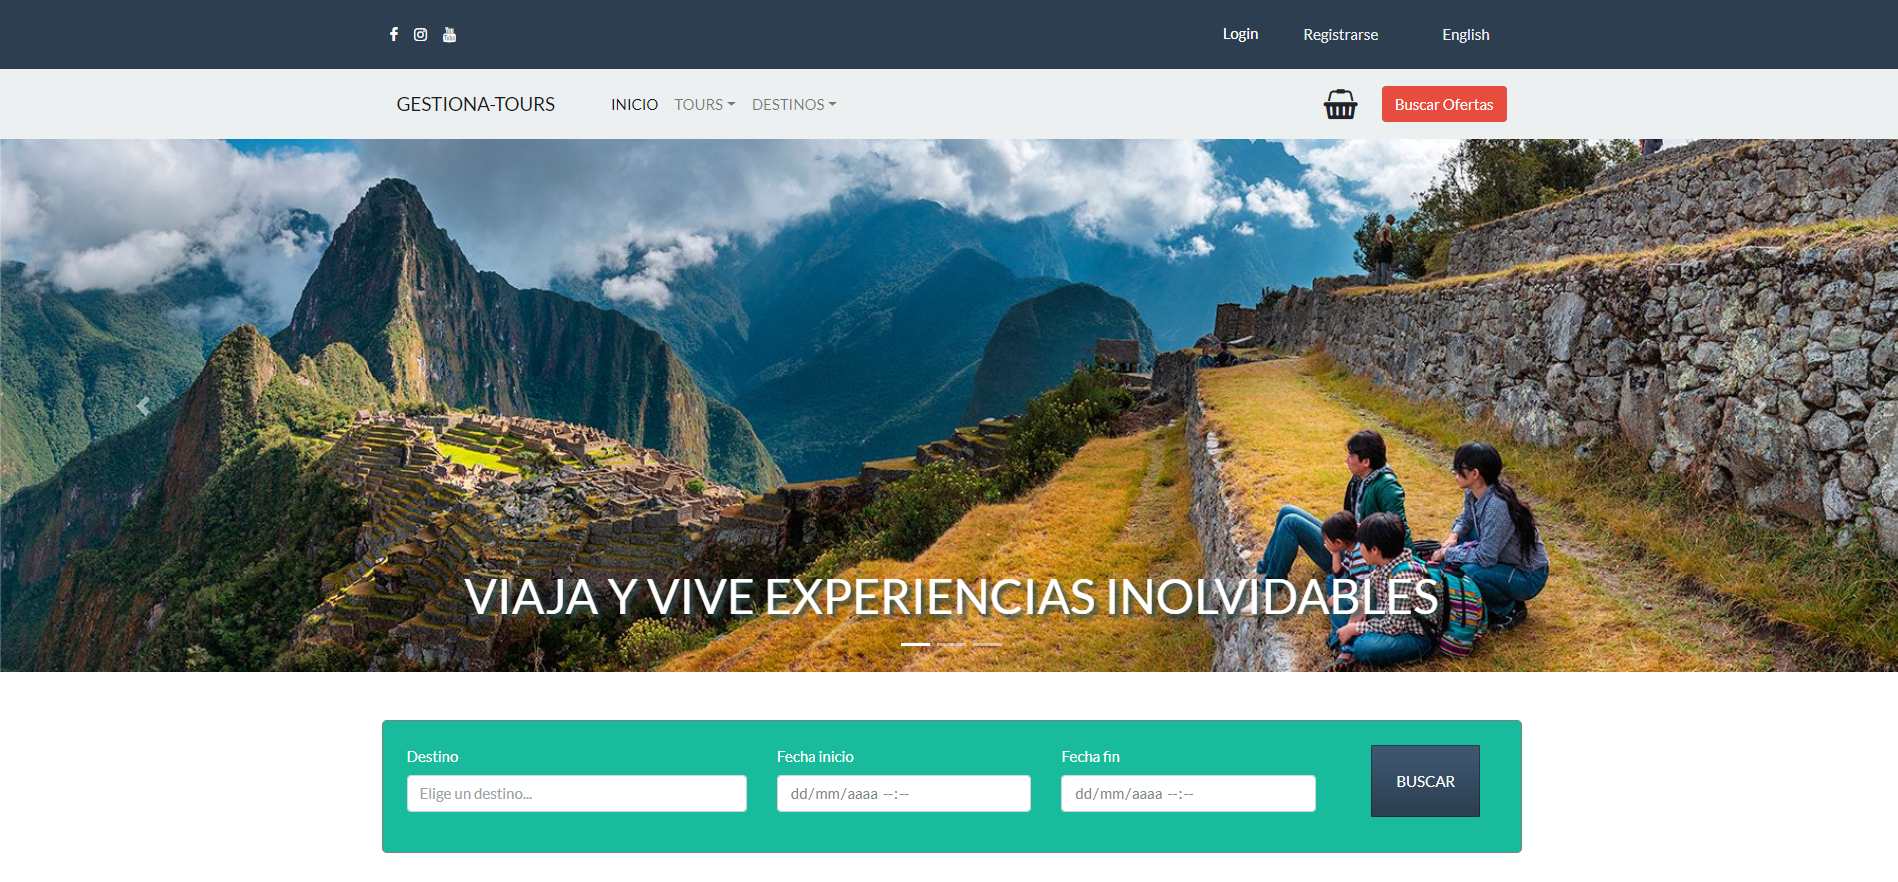 Login Registrarse English
GESTIONA-TOURS INICIO TOURS DESTINOS Buscar Ofertas
VIAJA Y VIVE EXPERIENCIAS INOLVIDABLES
Destino Fecha inicio Fecha fin
Elige un destino... dd/mm/aaaa --:-- dd/mm/aaaa --:--
BUSCAR